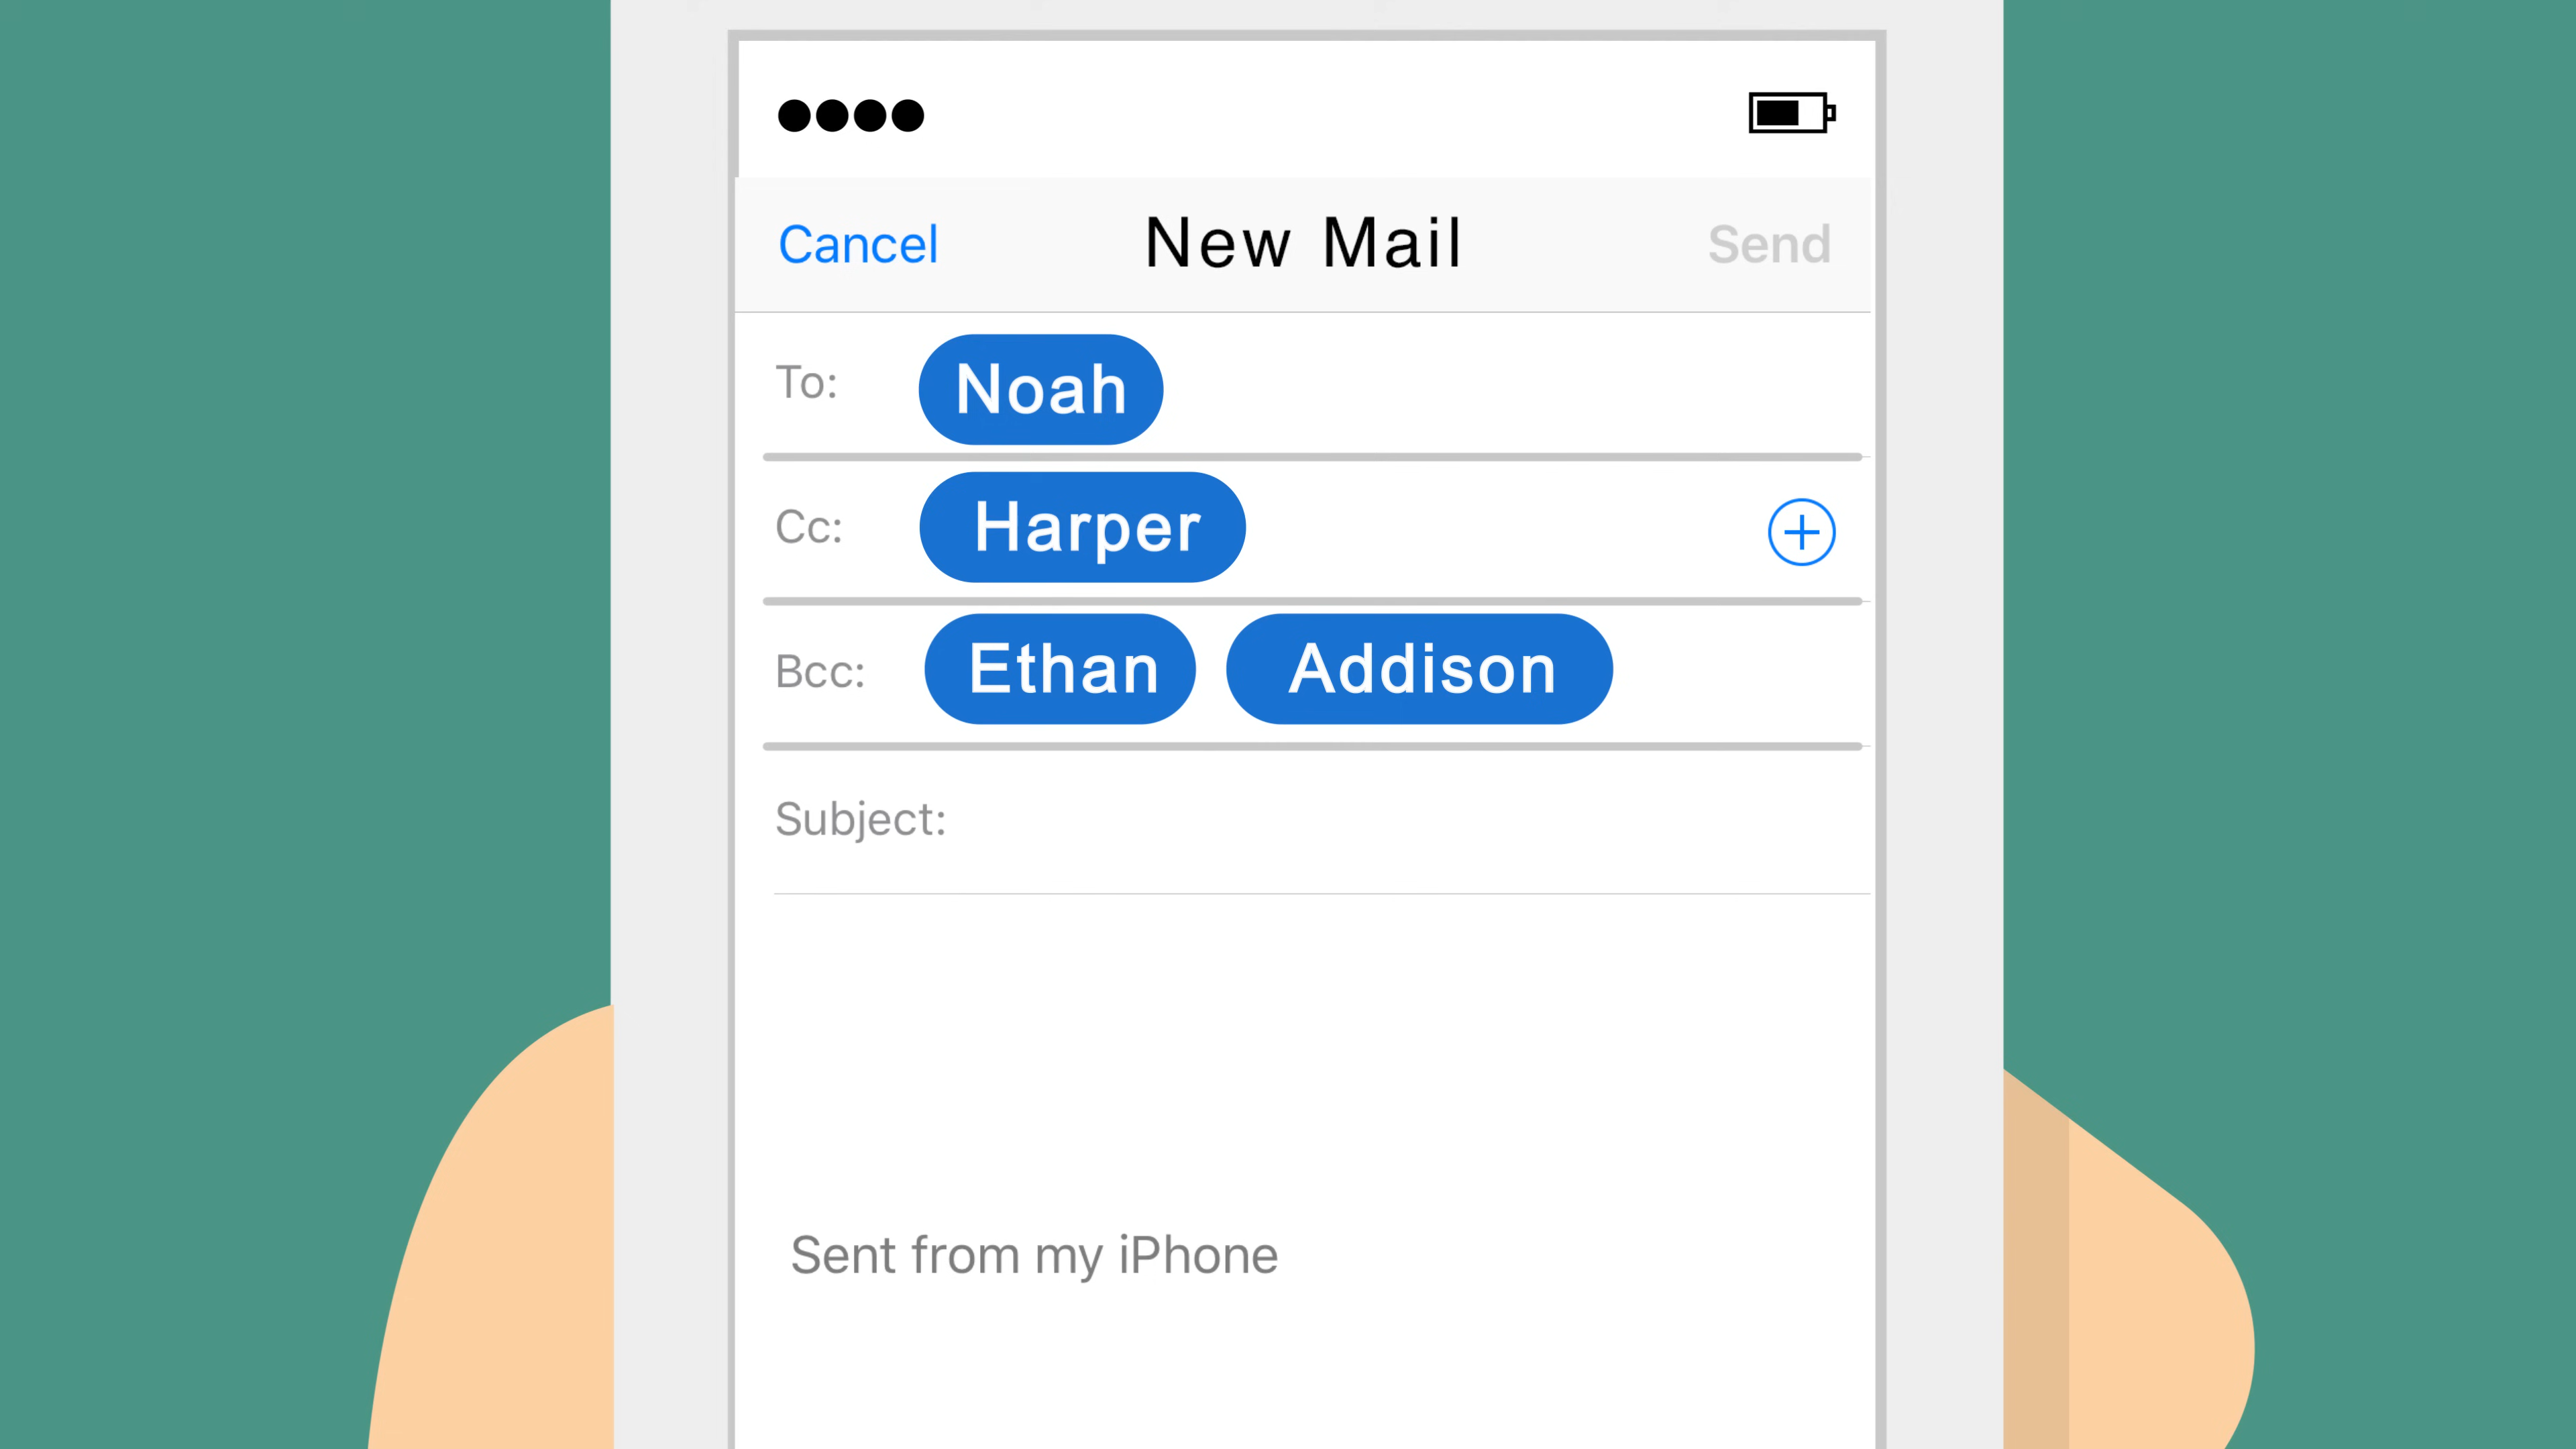 Cancel New Mail Send
To: Noah
Cc: Harper
Bcc: Ethan Addison
Subject:
Sent from my iPhone